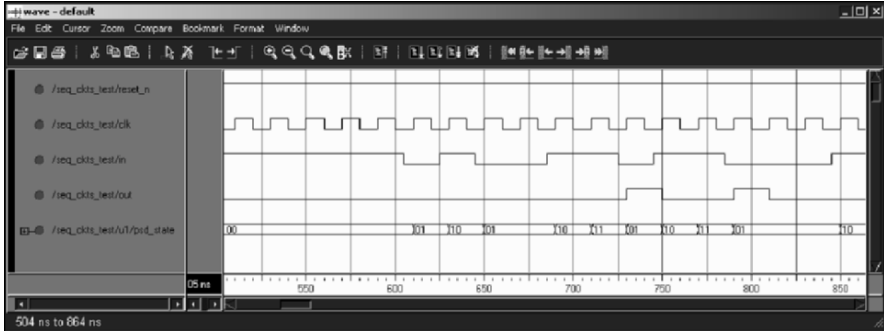 wave - default
File Edit Cursor Zoom Compare Bookmark Format Window
/seq_ckts_test/reset_n
/seq_ckts_test/clk
/seq_ckts_test/in
/seq_ckts_test/out
/seq_ckts_test/u1/psd_state
00 01 10 01 10 11 01 10 11 01 10
05 ns
550 600 650 700 750 800 850
504 ns to 864 ns